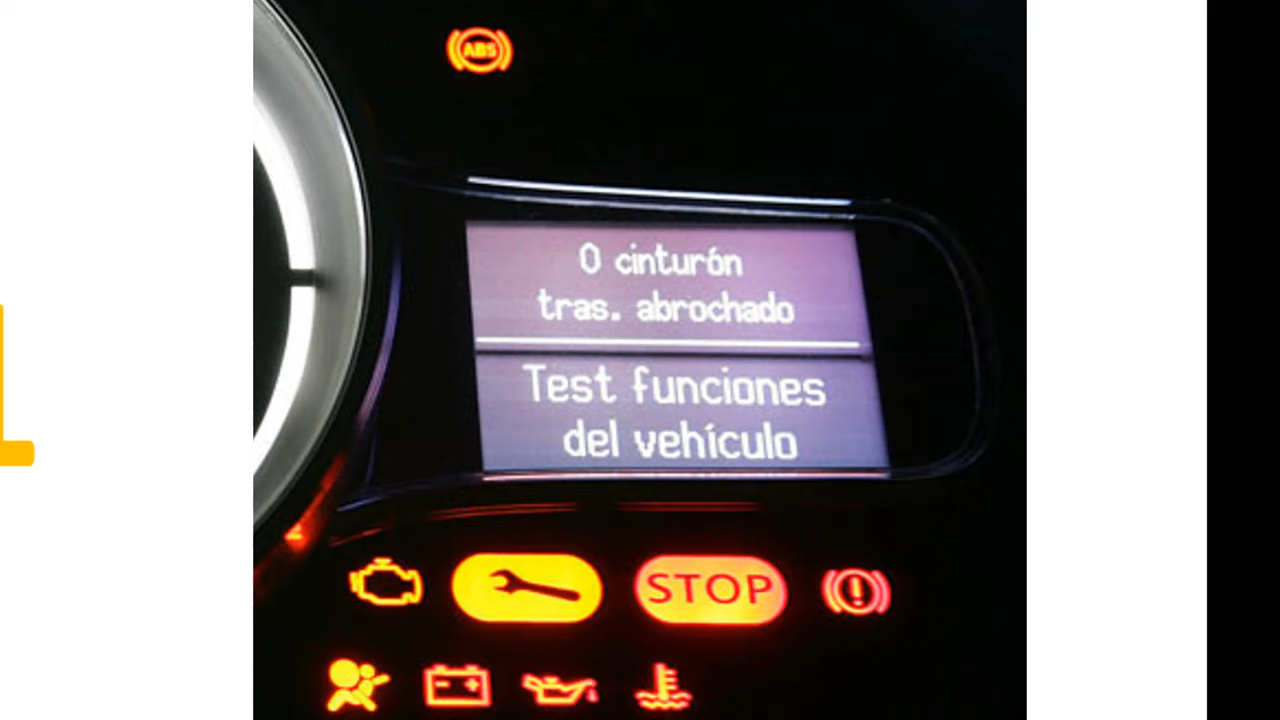 ABS
0 cinturón
tras. abrochado
Test funciones
del vehículo
STOP